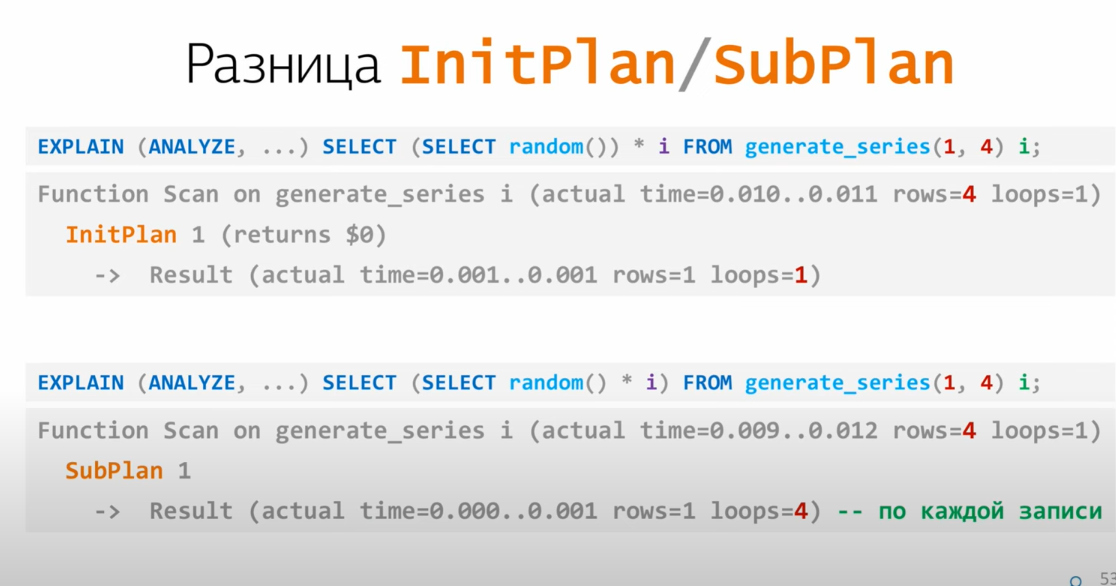 Разница InitPlan/SubPlan
EXPLAIN (ANALYZE, ...) SELECT (SELECT random()) * i FROM generate_series(1, 4) i;
Function Scan on generate_series i (actual time=0.010..0.011 rows=4 loops=1)
InitPlan 1 (returns $0)
-> Result (actual time=0.001..0.001 rows=1 loops=1)
EXPLAIN (ANALYZE, ...) SELECT (SELECT random() * i) FROM generate_series(1, 4) i;
Function Scan on generate_series i (actual time=0.009..0.012 rows=4 loops=1)
SubPlan 1
-> Result (actual time=0.000..0.001 rows=1 loops=4) -- по каждой записи